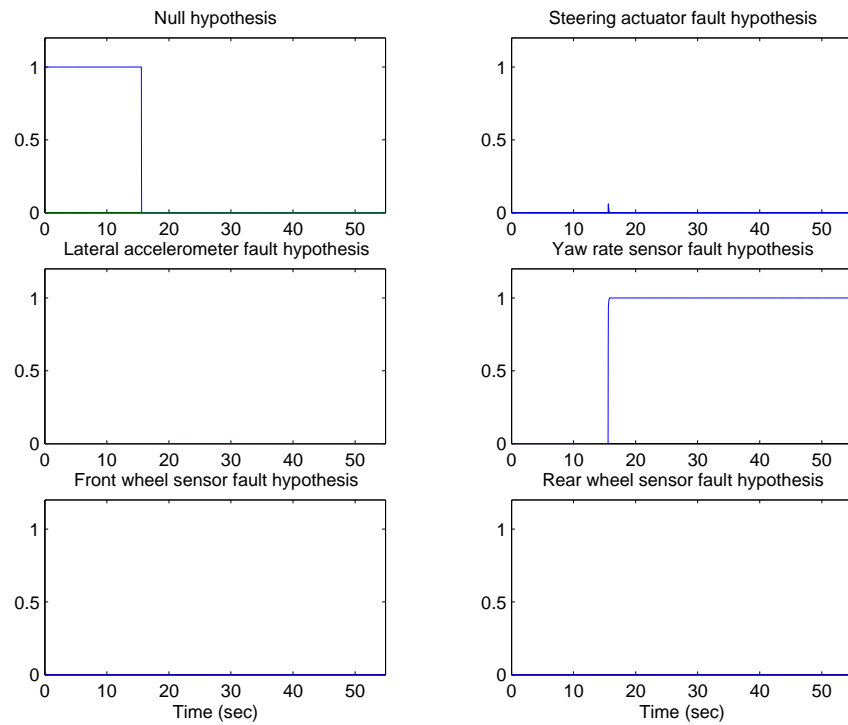 Null hypothesis
1
0.5
0
0 10 20 30 40 50
Steering actuator fault hypothesis
1
0.5
0
0 10 20 30 40 50
Lateral accelerometer fault hypothesis
1
0.5
0
0 10 20 30 40 50
Yaw rate sensor fault hypothesis
1
0.5
0
0 10 20 30 40 50
Front wheel sensor fault hypothesis
1
0.5
0
0 10 20 30 40 50
Time (sec)
Rear wheel sensor fault hypothesis
1
0.5
0
0 10 20 30 40 50
Time (sec)